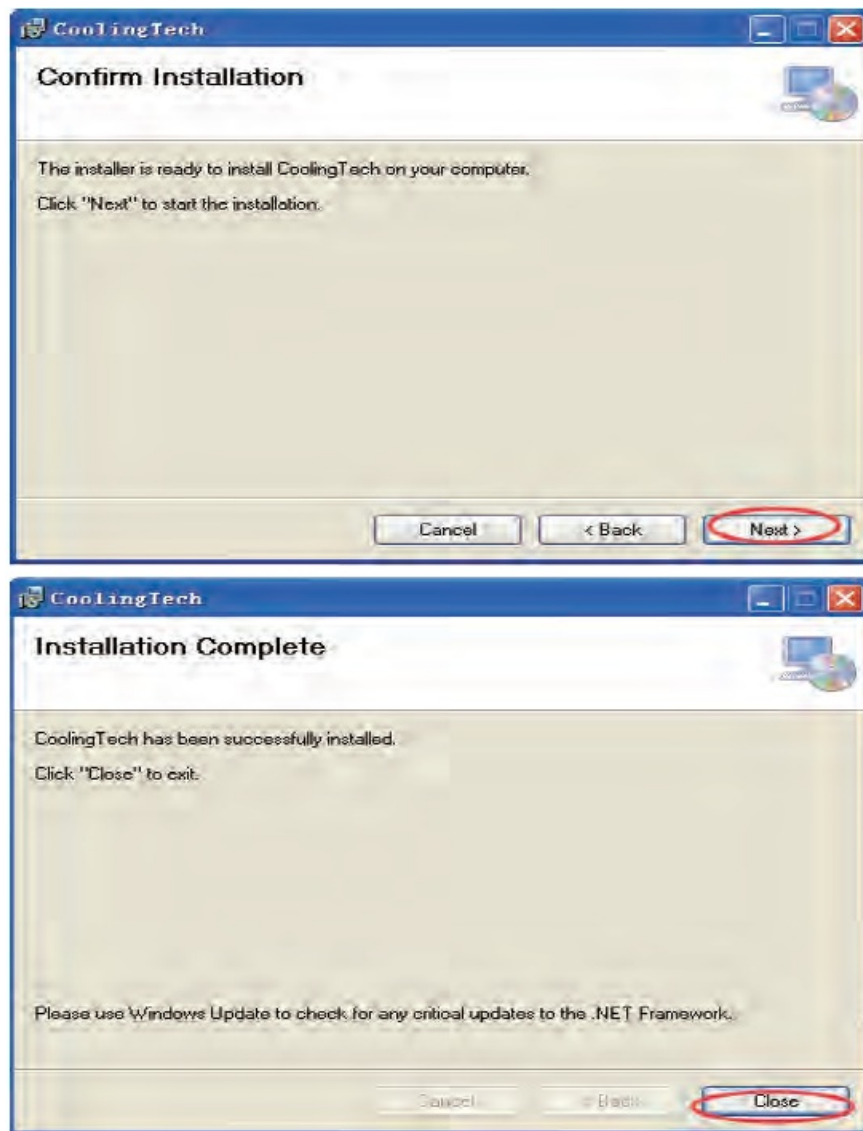 CoolingTech
Confirm Installation
The installer is ready to install CoolingTech on your computer.
Click "Next" to start the installation.
Cancel
< Back
Next >
CoolingTech
Installation Complete
CoolingTech has been successfully installed.
Click "Close" to exit.
Please use Windows Update to check for any critical updates to the .NET Framework.
Cancel
< Back
Close